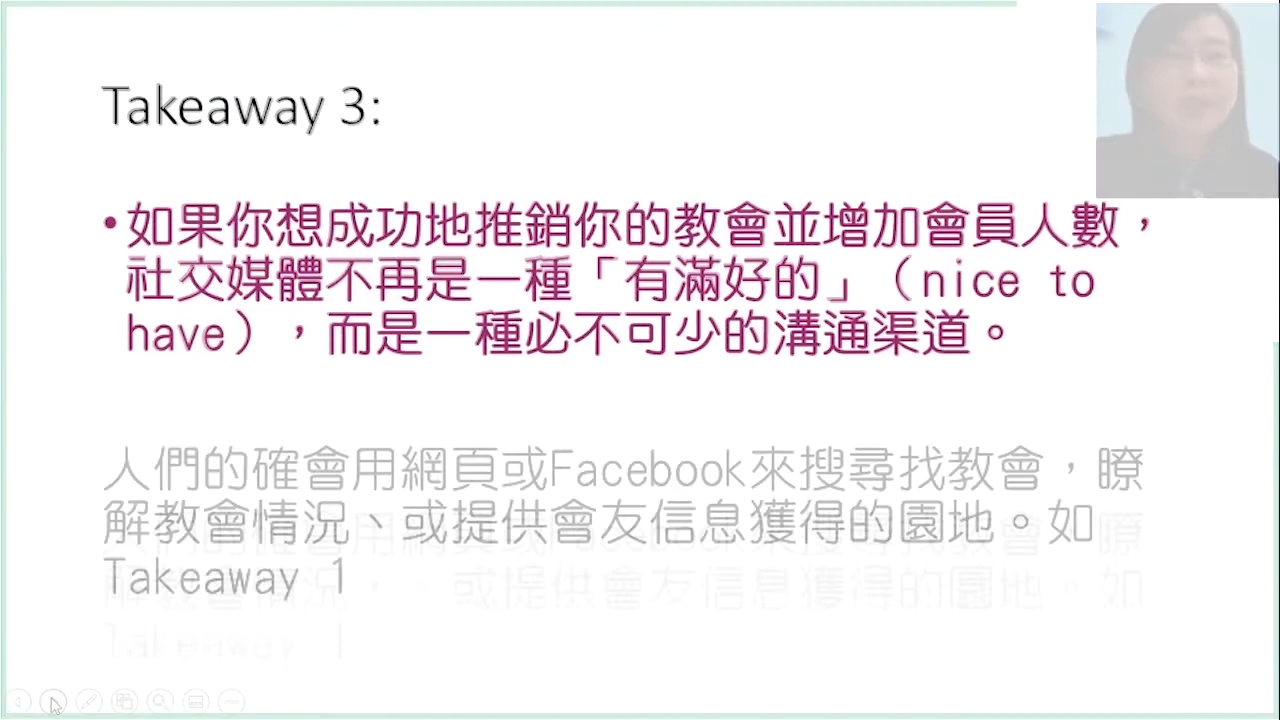 Takeaway 3:
•如果你想成功地推銷你的教會並增加會員人數，
社交媒體不再是一種「有滿好的」（nice to
have），而是一種必不可少的溝通渠道。
人們的確會用網頁或Facebook來搜尋找教會，瞭
解教會情況、或提供會友信息獲得的園地。如
Takeaway 1